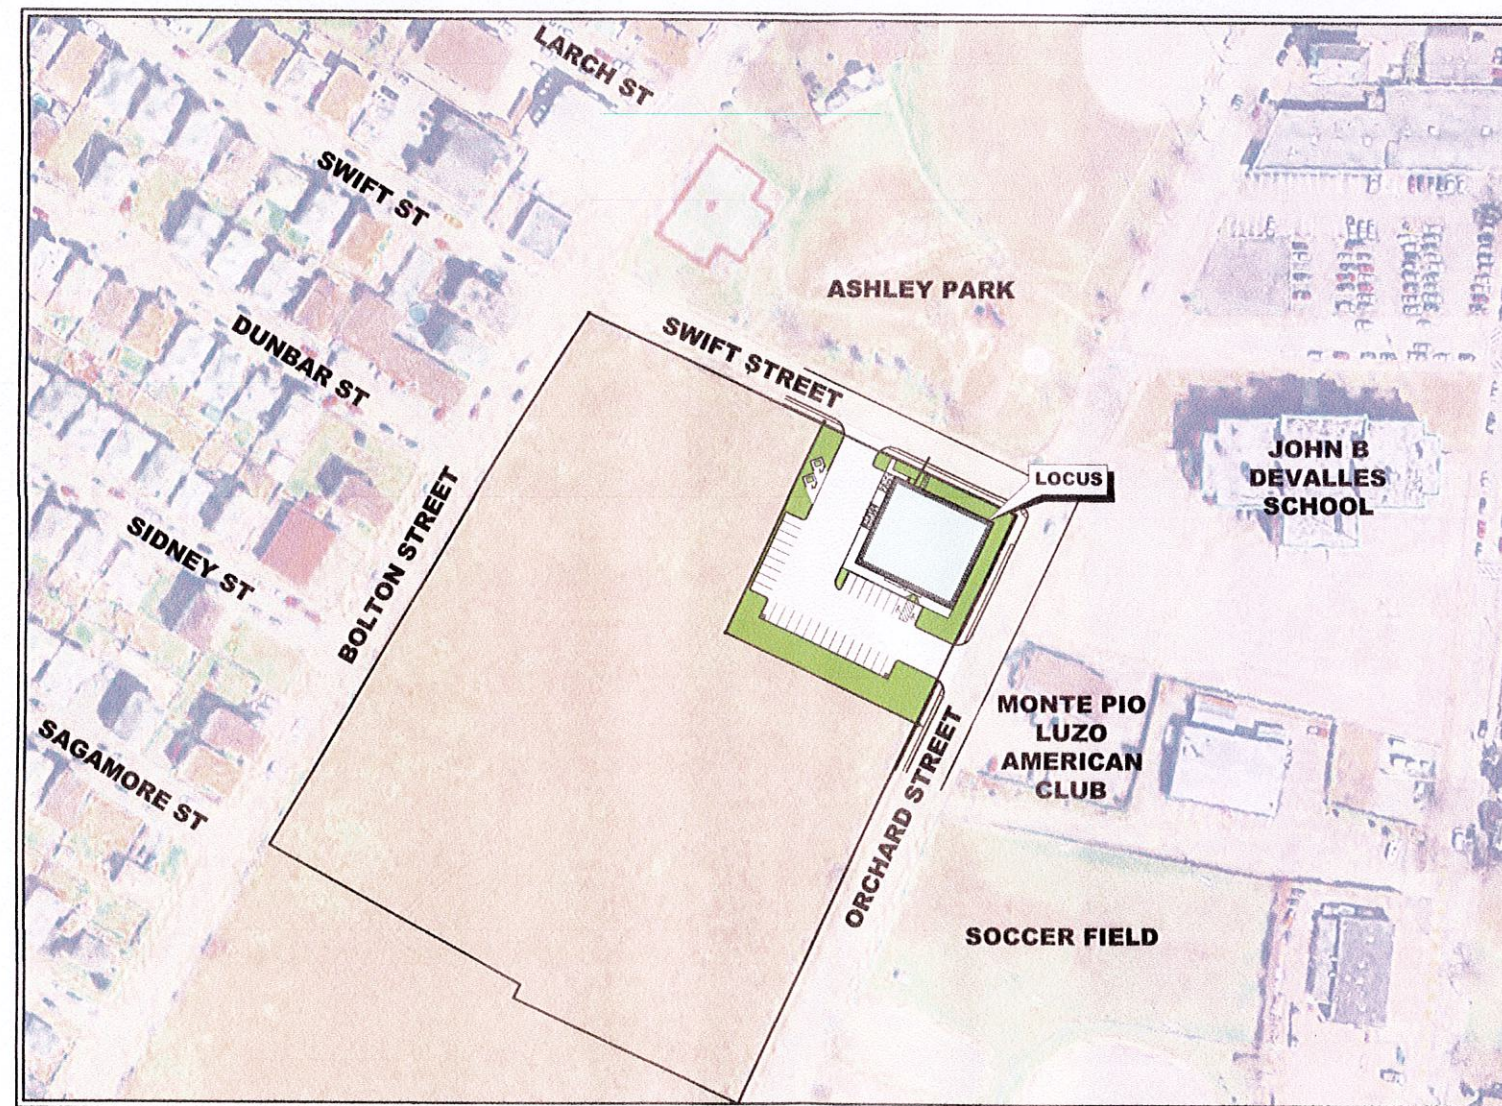 LARCH ST
SWIFT ST
ASHLEY PARK
DUNBAR ST
SWIFT STREET
JOHN B
DEVALLES
SCHOOL
LOCUS
BOLTON STREET
SIDNEY ST
MONTE PIO
LUZO
AMERICAN
CLUB
SAGAMORE ST
ORCHARD STREET
SOCCER FIELD